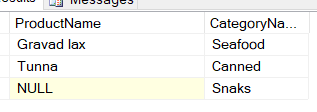 Messages
ProductName CategoryNa...
Gravad lax Seafood
Tunna Canned
NULL Snaks